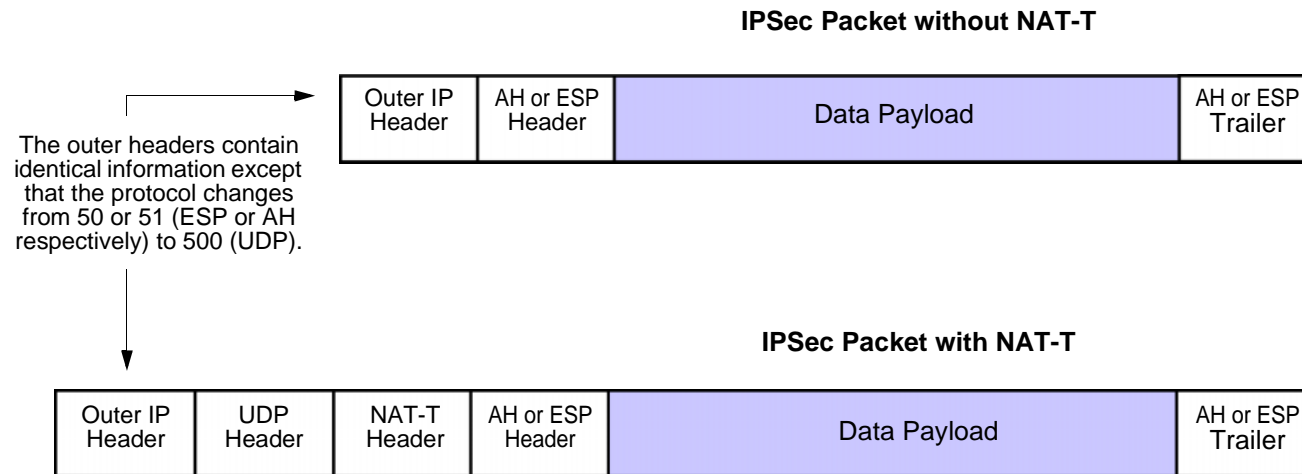 IPSec Packet without NAT-T
Outer IP
Header
AH or ESP
Header
Data Payload
AH or ESP
Trailer
The outer headers contain
identical information except
that the protocol changes
from 50 or 51 (ESP or AH
respectively) to 500 (UDP).
IPSec Packet with NAT-T
Outer IP
Header
UDP
Header
NAT-T
Header
AH or ESP
Header
Data Payload
AH or ESP
Trailer